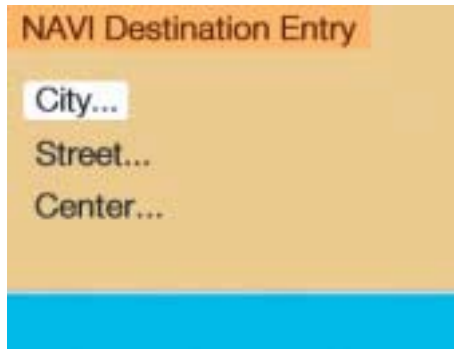 NAVI Destination Entry
City...
Street...
Center...